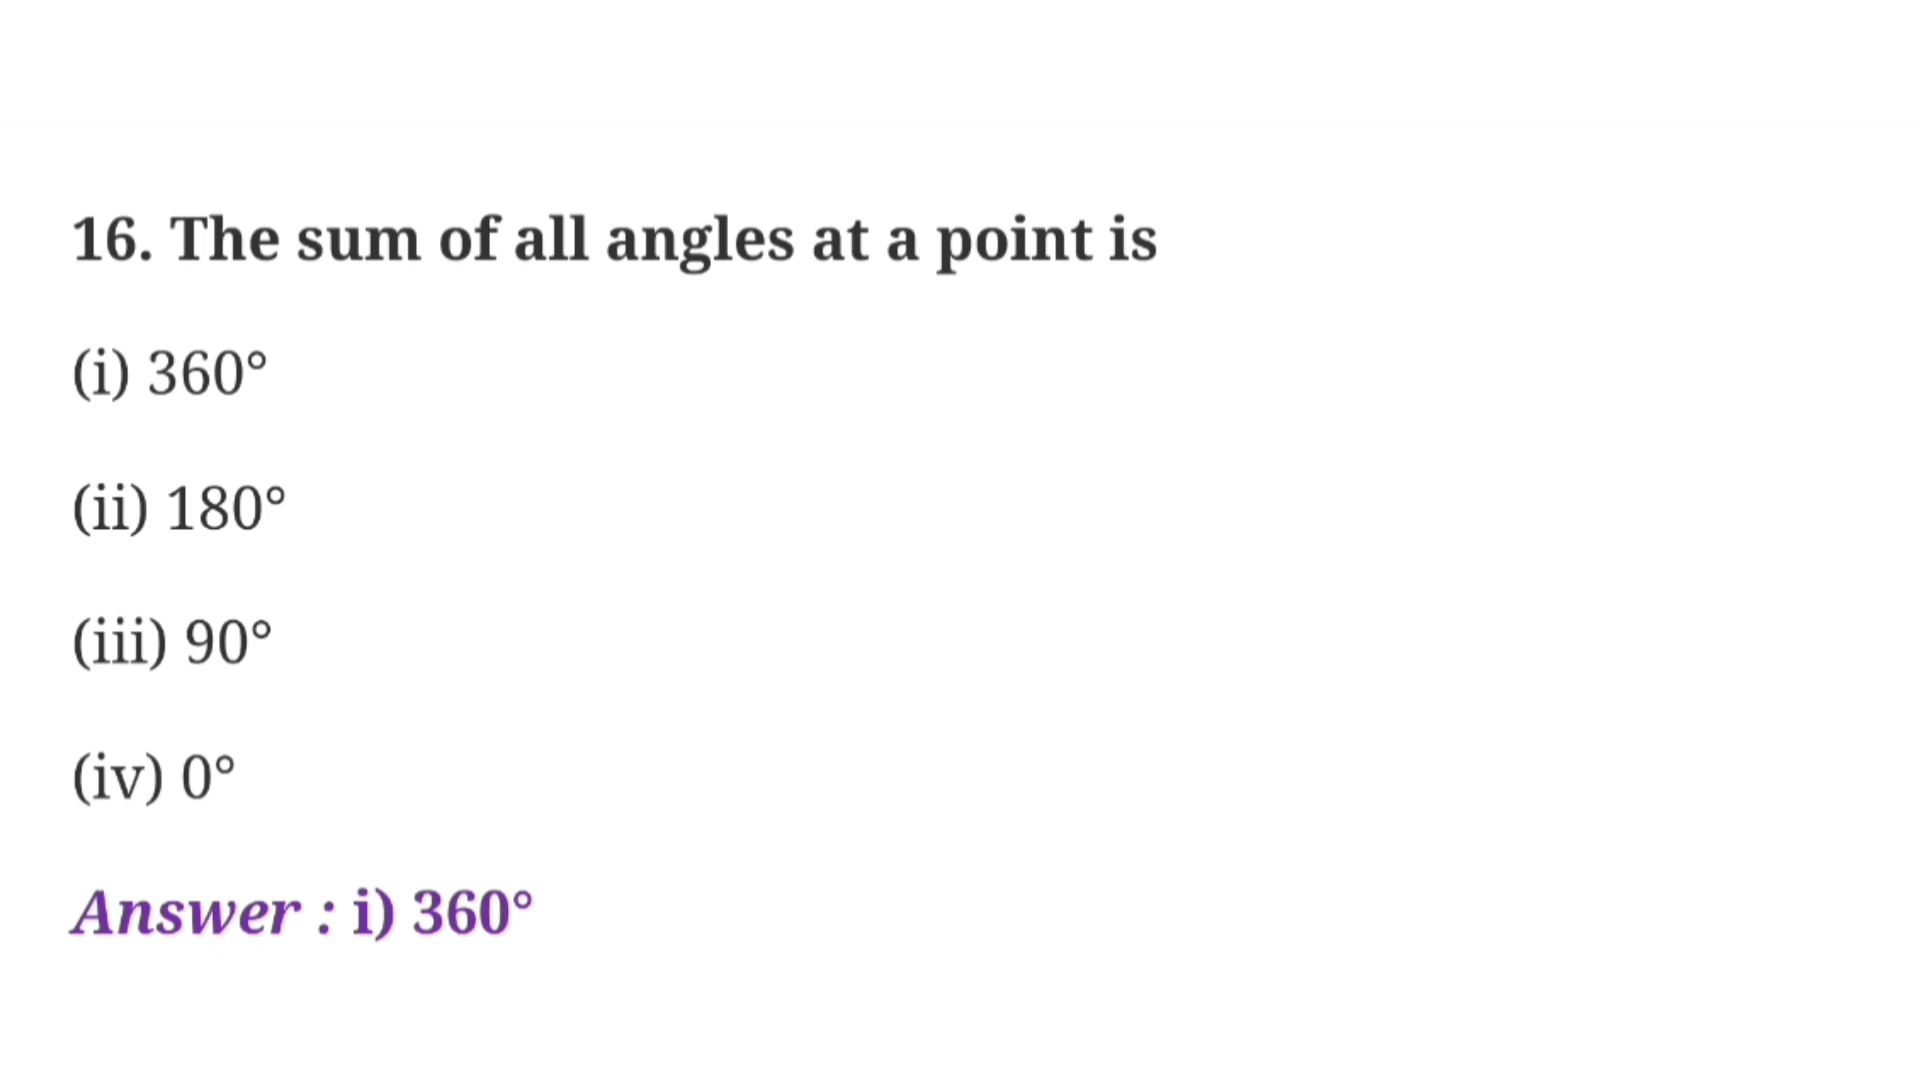 16. The sum of all angles at a point is
(i) 360°
(ii) 180°
(iii) 90°
(iv) 0°
Answer : i) 360°